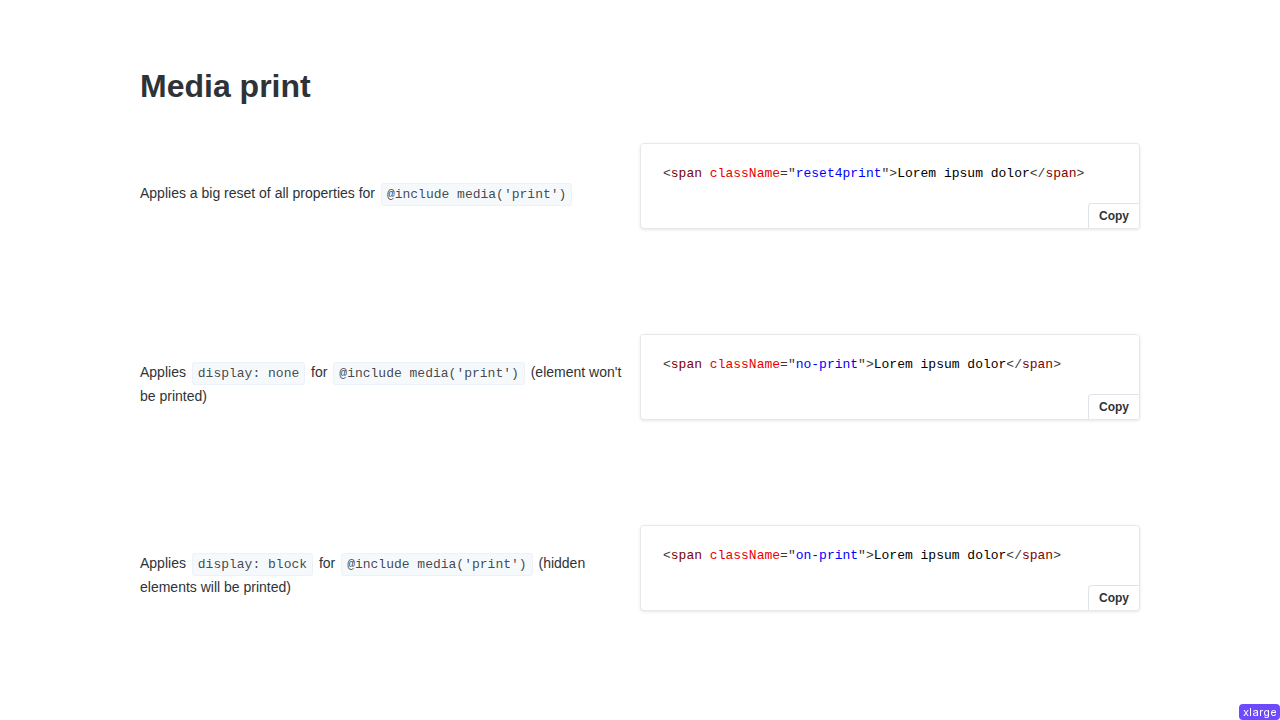 Media print
Applies a big reset of all properties for @include media('print')
<span className="reset4print">Lorem ipsum dolor</span>
Copy
Applies display: none for @include media('print') (element won't
be printed)
<span className="no-print">Lorem ipsum dolor</span>
Copy
Applies display: block for @include media('print') (hidden
elements will be printed)
<span className="on-print">Lorem ipsum dolor</span>
Copy
xlarge